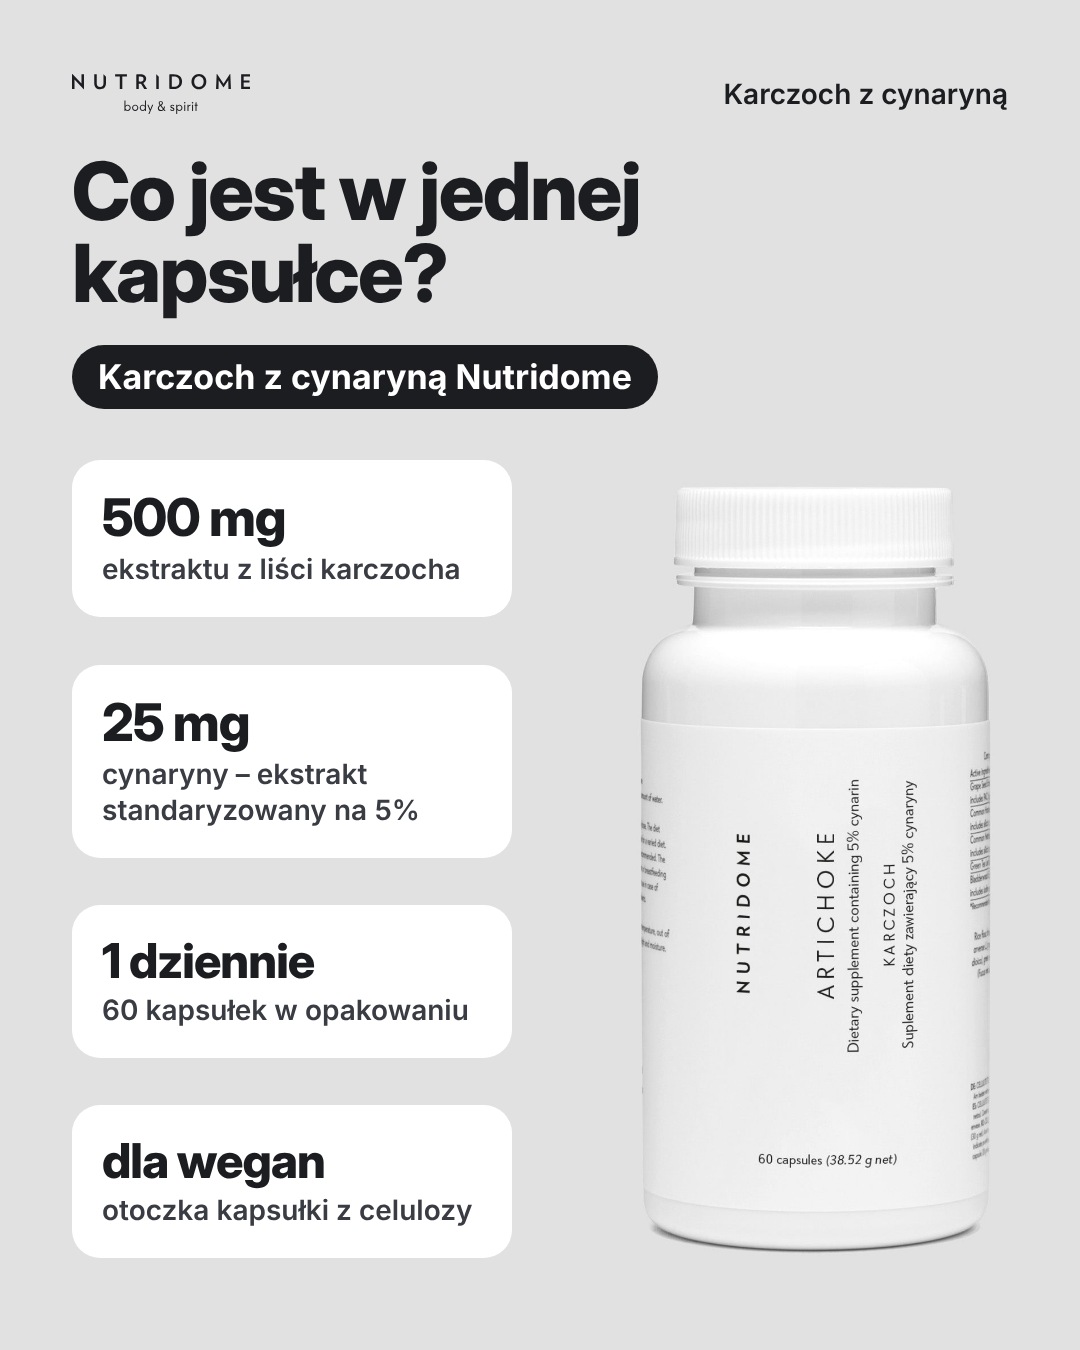 NUTRIDOME
body & spirit
Karczoch z cynaryną
Co jest w jednej
kapsułce?
Karczoch z cynaryną Nutridome
500 mg
ekstraktu z liści karczocha
25 mg
cynaryny – ekstrakt
standaryzowany na 5%
1 dziennie
60 kapsułek w opakowaniu
dla wegan
otoczka kapsułki z celulozy
NUTRIDOME
ARTICHOKE
Dietary supplement containing 5% cynarin
KARCZOCH
Suplement diety zawierający 5% cynaryny
60 capsules (38.52 g net)